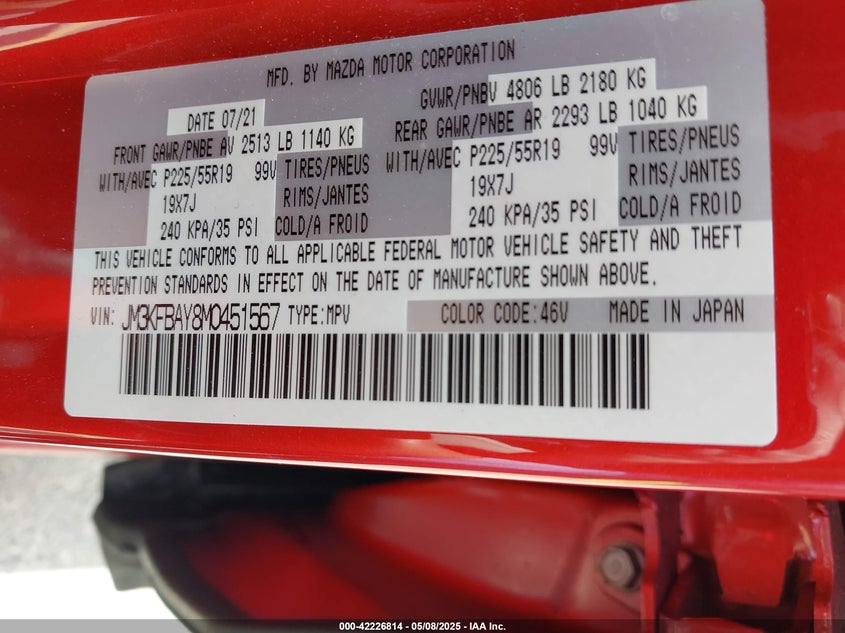 MFD. BY MAZDA MOTOR CORPORATION
DATE 07/21
GVWR/PNBV 4806 LB 2180 KG
FRONT GAWR/PNBE AV 2513 LB 1140 KG
REAR GAWR/PNBE AR 2293 LB 1040 KG
WITH/AVEC P225/55R19 99V TIRES/PNEUS
19X7J RIMS/JANTES
240 KPA/35 PSI COLD/A FROID
WITH/AVEC P225/55R19 99V TIRES/PNEUS
19X7J RIMS/JANTES
240 KPA/35 PSI COLD/A FROID
THIS VEHICLE CONFORMS TO ALL APPLICABLE FEDERAL MOTOR VEHICLE SAFETY AND THEFT
PREVENTION STANDARDS IN EFFECT ON THE DATE OF MANUFACTURE SHOWN ABOVE.
VIN: JM3KFBAY8M0451567 TYPE:MPV COLOR CODE:46V MADE IN JAPAN
000-42226814 - 05/08/2025 - IAA Inc.